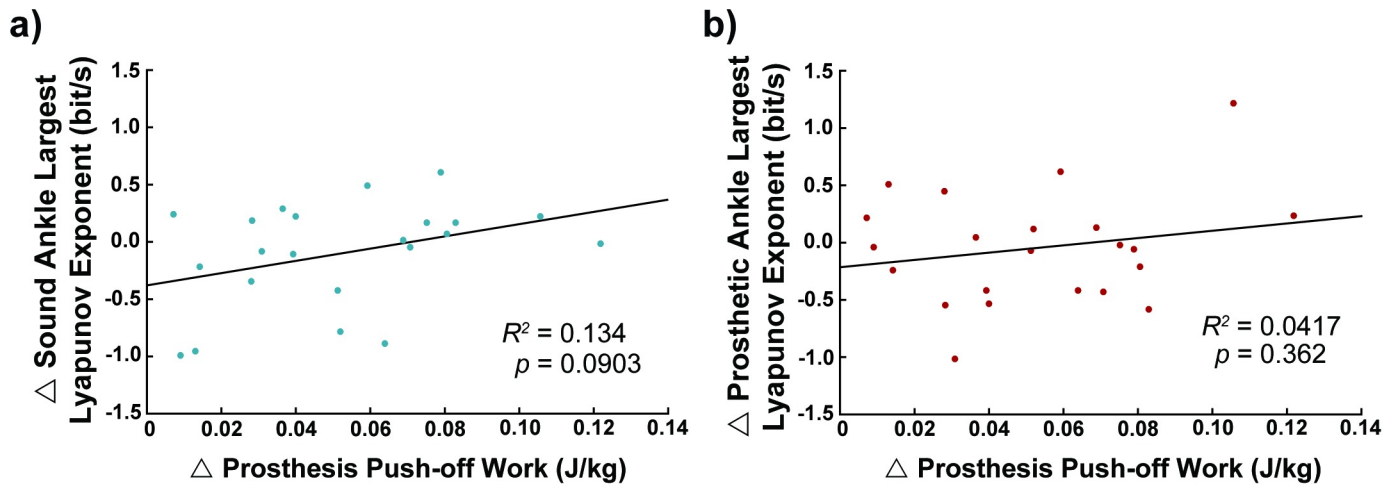 a)
△ Sound Ankle Largest
Lyapunov Exponent (bit/s)
1.5
1.0
0.5
0.0
-0.5
-1.0
-1.5
R² = 0.134
p = 0.0903
0 0.02 0.04 0.06 0.08 0.10 0.12 0.14
△ Prosthesis Push-off Work (J/kg)
b)
△ Prosthetic Ankle Largest
Lyapunov Exponent (bit/s)
1.5
1.0
0.5
0.0
-0.5
-1.0
-1.5
R² = 0.0417
p = 0.362
0 0.02 0.04 0.06 0.08 0.10 0.12 0.14
△ Prosthesis Push-off Work (J/kg)